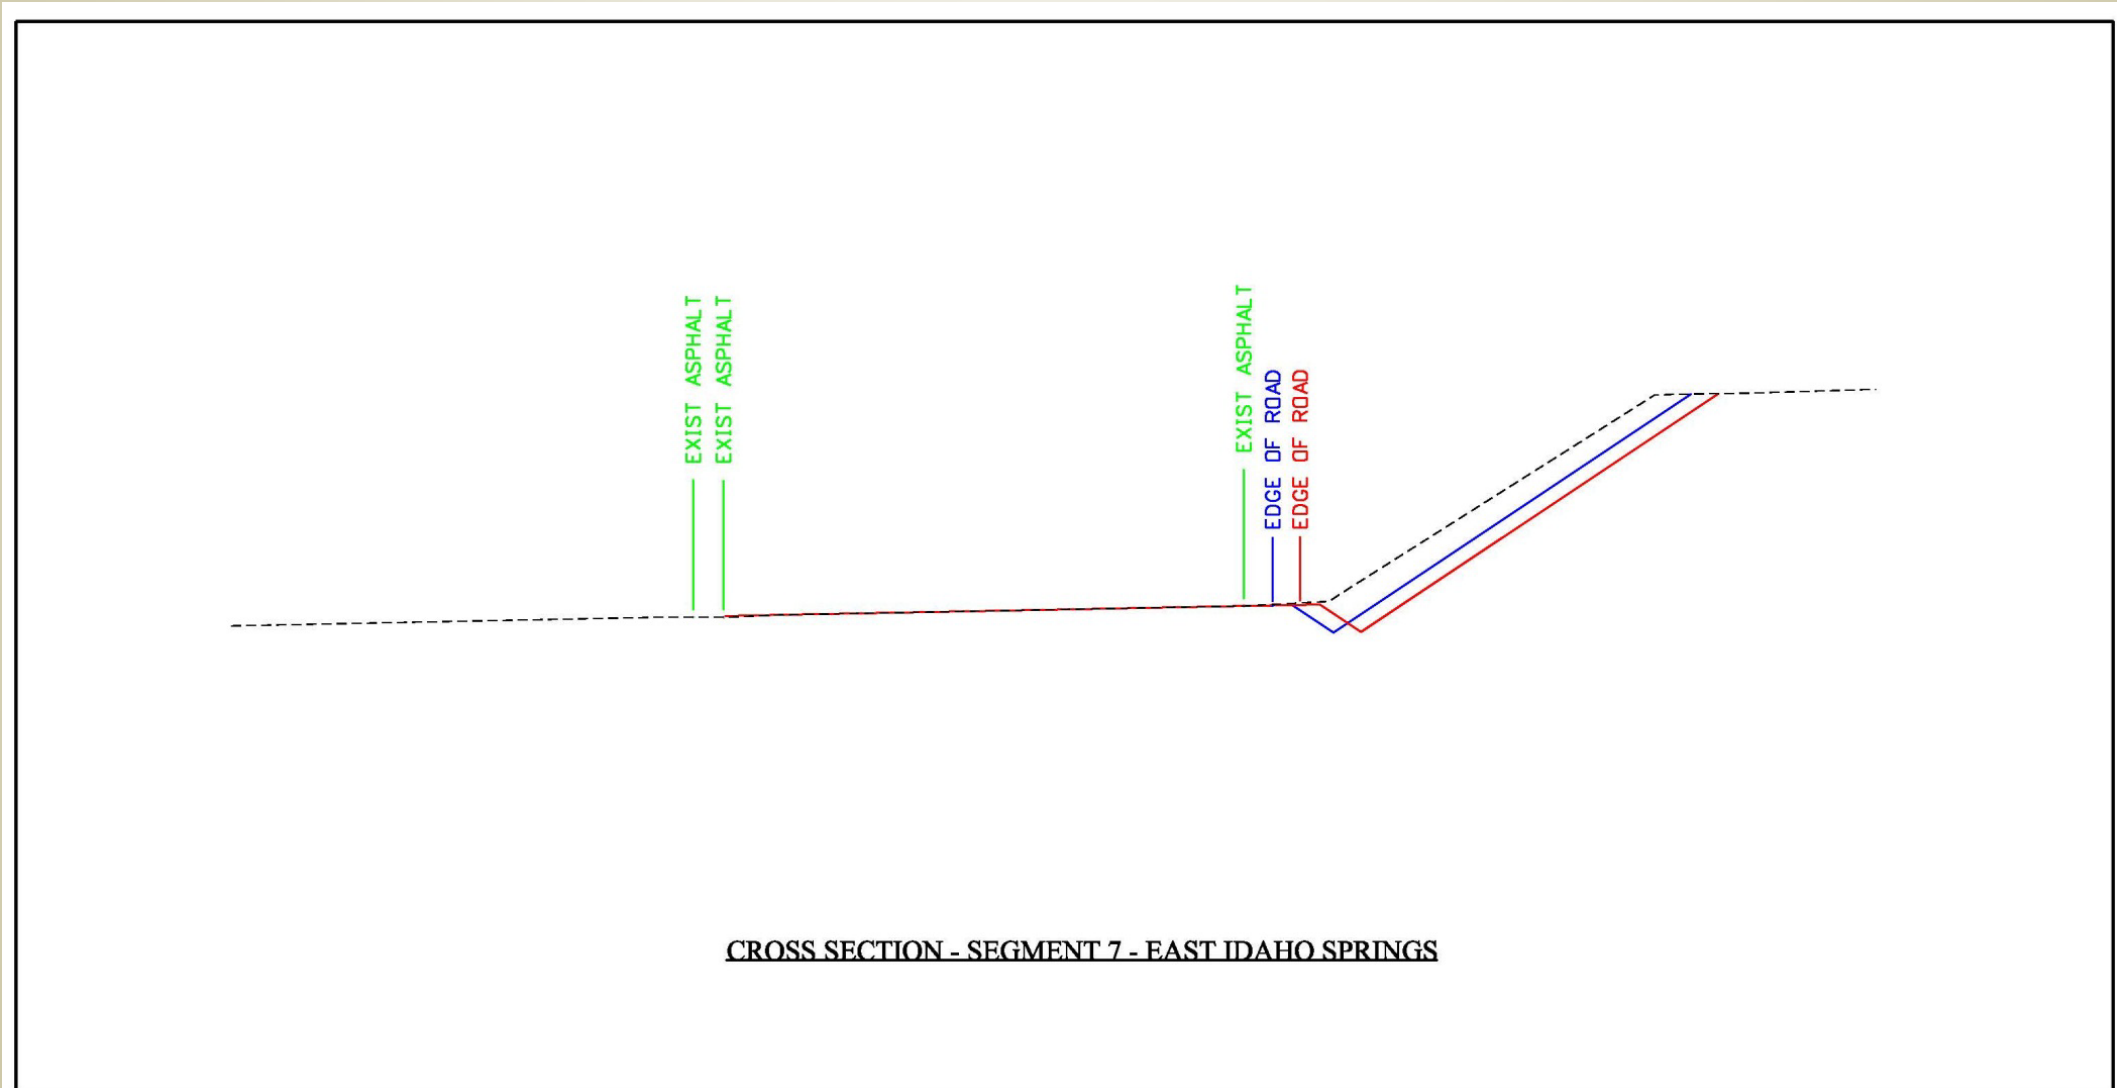 EXIST ASPHALT
EXIST ASPHALT
EXIST ASPHALT
EDGE OF ROAD
EDGE OF ROAD
CROSS SECTION - SEGMENT 7 - EAST IDAHO SPRINGS